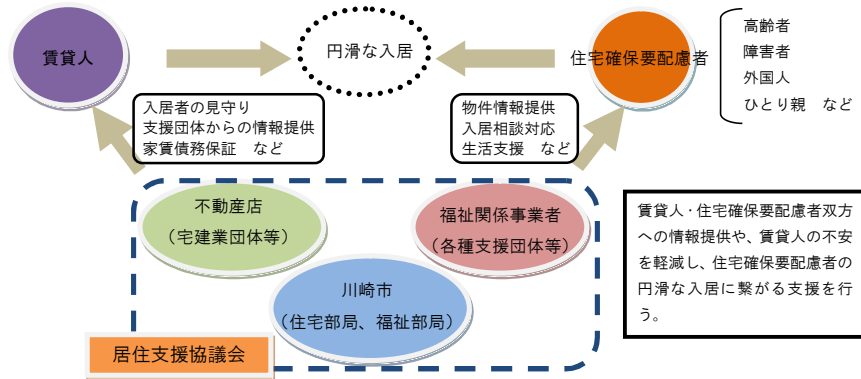 賃貸人
円滑な入居
住宅確保要配慮者
高齢者
障害者
外国人
ひとり親　など
入居者の見守り
支援団体からの情報提供
家賃債務保証　など
物件情報提供
入居相談対応
生活支援　など
不動産店
（宅建業団体等）
福祉関係事業者
（各種支援団体等）
川崎市
（住宅部局、福祉部局）
居住支援協議会
賃貸人・住宅確保要配慮者双方
への情報提供や、賃貸人の不安
を軽減し、住宅確保要配慮者の
円滑な入居に繋がる支援を行
う。